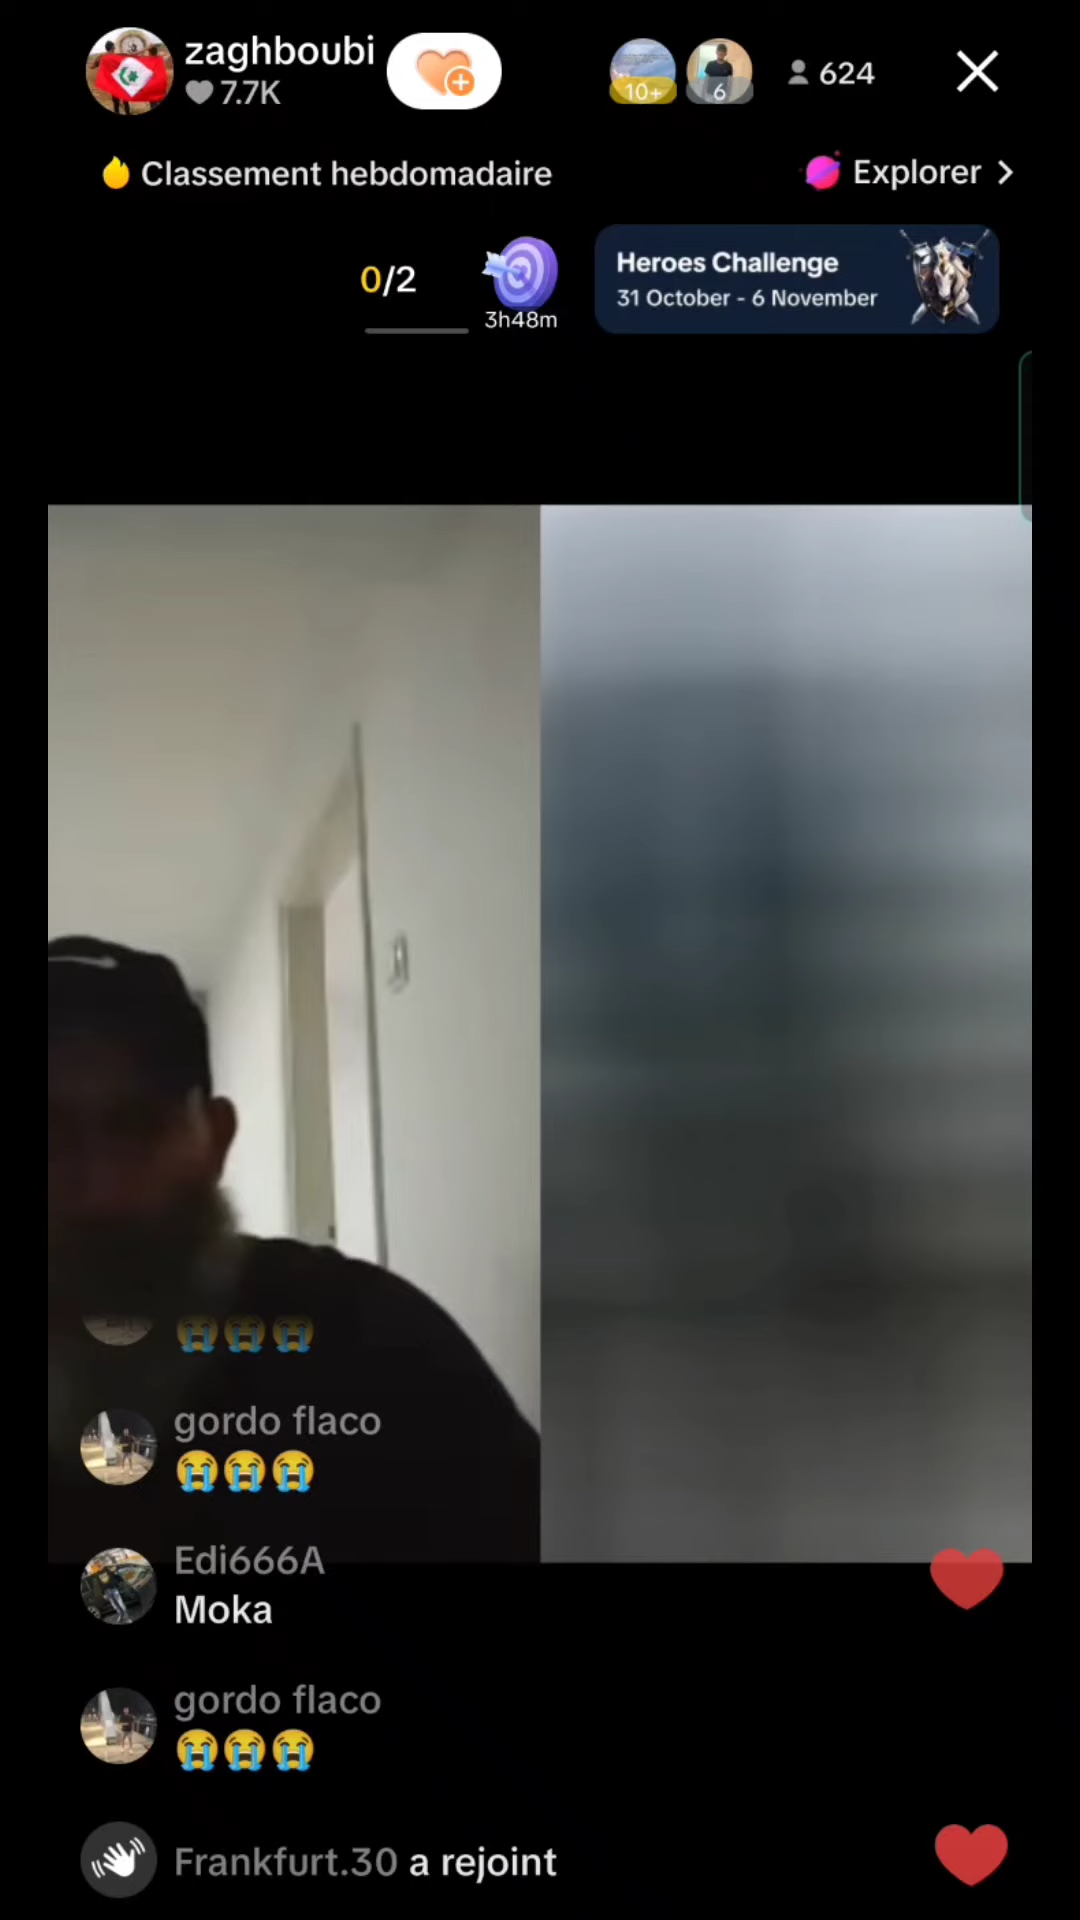 zaghboubi
7.7K
10+
6
624
Classement hebdomadaire
Explorer
0/2
3h48m
Heroes Challenge
31 October - 6 November
😭😭😭
gordo flaco
😭😭😭
Edi666A
Moka
gordo flaco
😭😭😭
Frankfurt.30 a rejoint